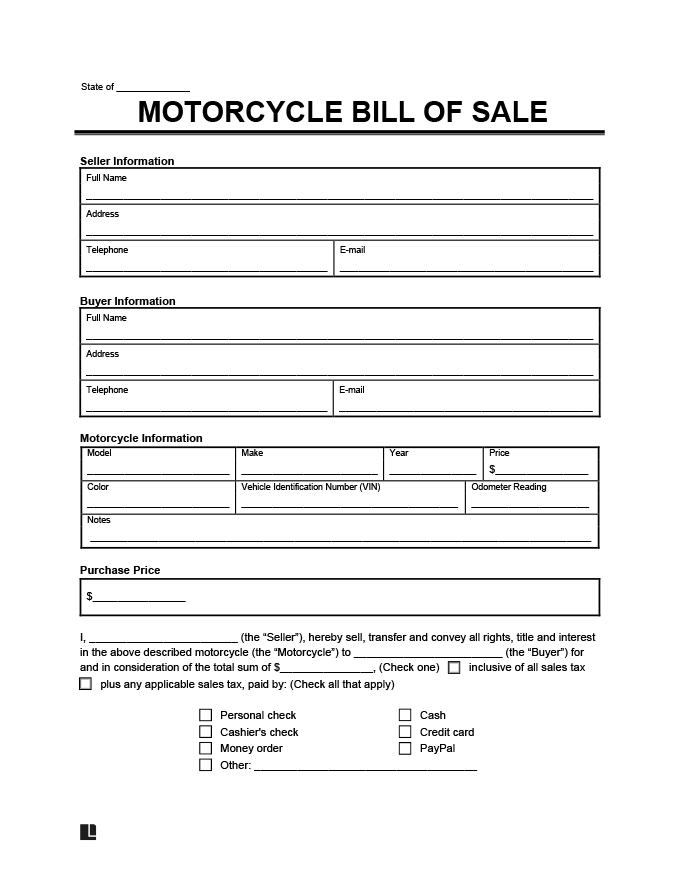 State of ______________
MOTORCYCLE BILL OF SALE
Seller Information
Full Name
Address
Telephone E-mail
Buyer Information
Full Name
Address
Telephone E-mail
Motorcycle Information
Model Make Year Price
$_______________
Color Vehicle Identification Number (VIN) Odometer Reading
Notes
Purchase Price
$_______________
I, ________________________ (the “Seller”), hereby sell, transfer and convey all rights, title and interest
in the above described motorcycle (the “Motorcycle”) to ________________________ (the “Buyer”) for
and in consideration of the total sum of $_______________, (Check one) ☐ inclusive of all sales tax
☐ plus any applicable sales tax, paid by: (Check all that apply)
☐ Personal check ☐ Cash
☐ Cashier's check ☐ Credit card
☐ Money order ☐ PayPal
☐ Other: ____________________________________